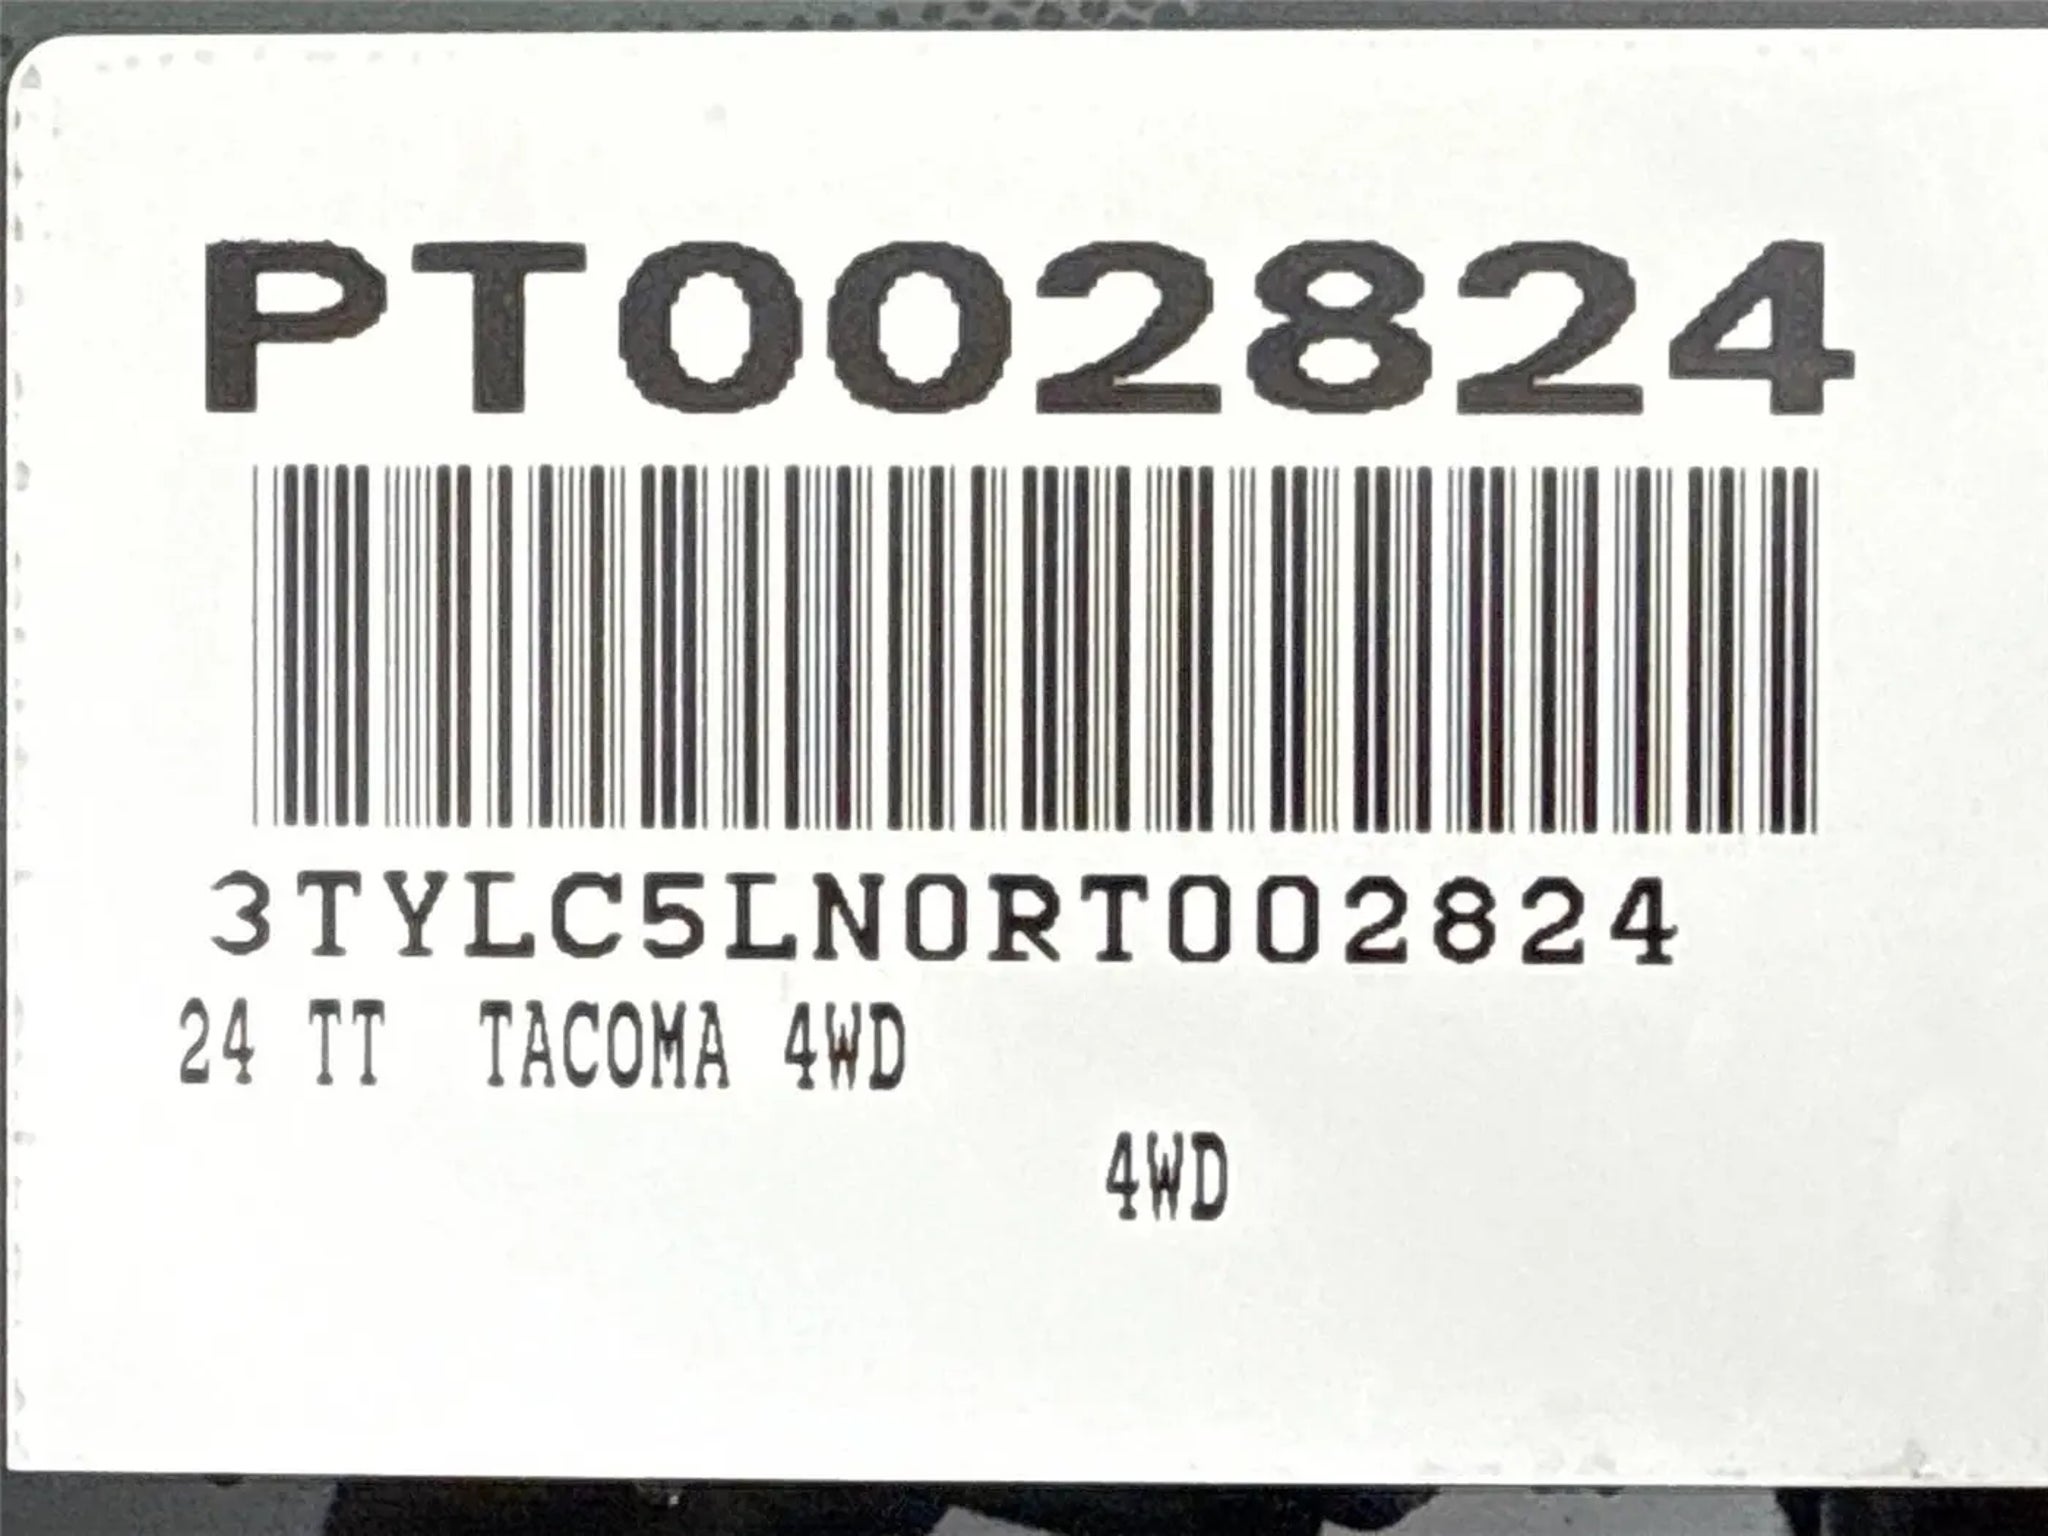 PT002824
3TYLC5LN0RT002824
24 TT TACOMA 4WD
4WD